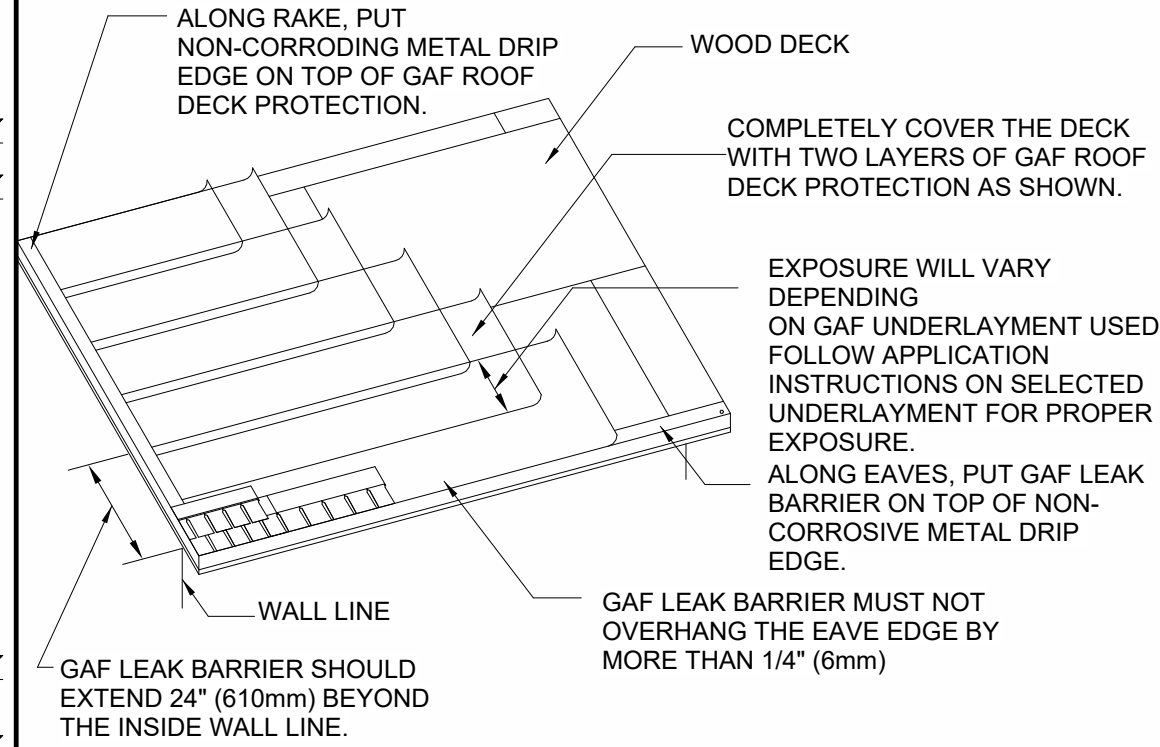 ALONG RAKE, PUT
NON-CORRODING METAL DRIP
EDGE ON TOP OF GAF ROOF
DECK PROTECTION.
WOOD DECK
COMPLETELY COVER THE DECK
WITH TWO LAYERS OF GAF ROOF
DECK PROTECTION AS SHOWN.
EXPOSURE WILL VARY
DEPENDING
ON GAF UNDERLAYMENT USED
FOLLOW APPLICATION
INSTRUCTIONS ON SELECTED
UNDERLAYMENT FOR PROPER
EXPOSURE.
ALONG EAVES, PUT GAF LEAK
BARRIER ON TOP OF NON-
CORROSIVE METAL DRIP
EDGE.
WALL LINE
GAF LEAK BARRIER MUST NOT
OVERHANG THE EAVE EDGE BY
MORE THAN 1/4" (6mm)
GAF LEAK BARRIER SHOULD
EXTEND 24" (610mm) BEYOND
THE INSIDE WALL LINE.